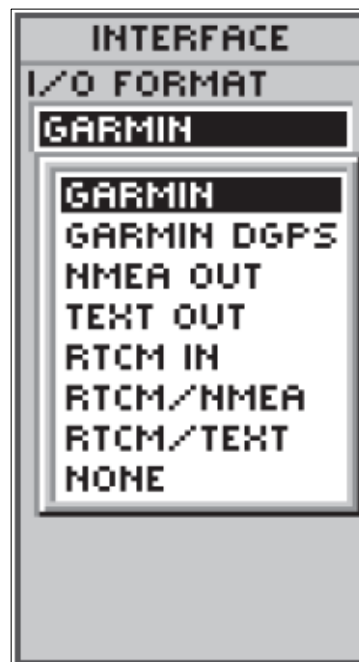 INTERFACE
I/O FORMAT
GARMIN
GARMIN
GARMIN DGPS
NMEA OUT
TEXT OUT
RTCM IN
RTCM/NMEA
RTCM/TEXT
NONE